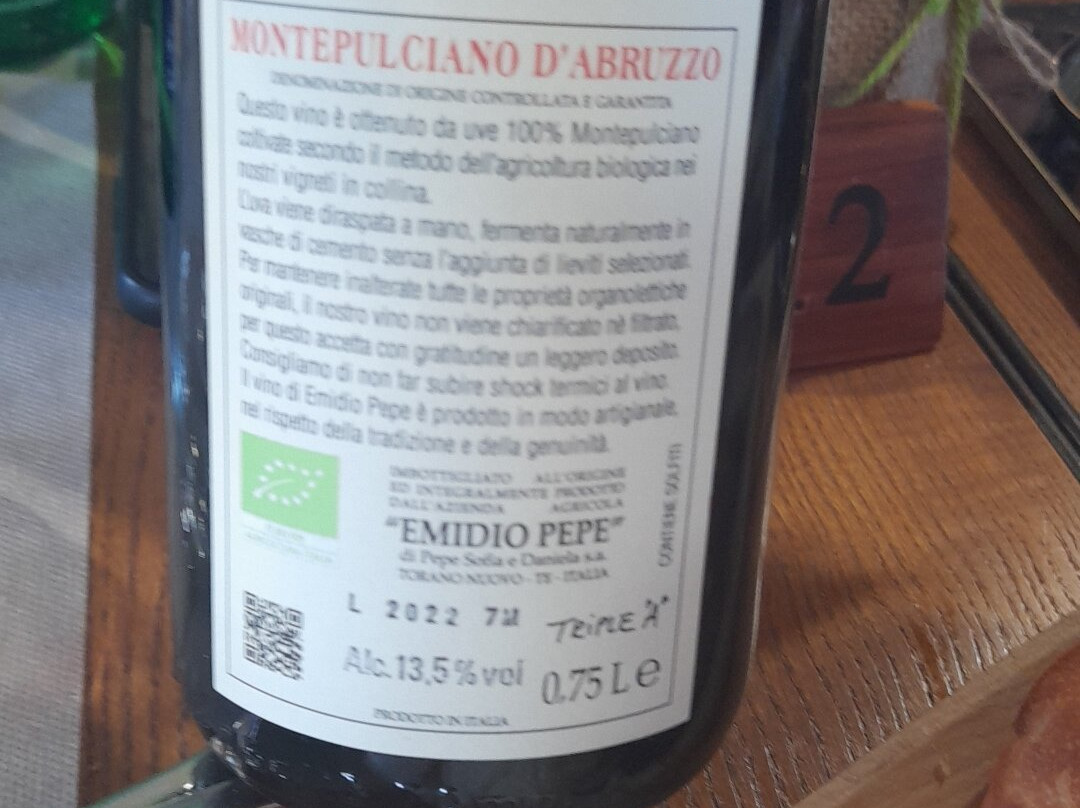 MONTEPULCIANO D'ABRUZZO
DENOMINAZIONE DI ORIGINE CONTROLLATA E GARANTITA
Questo vino è ottenuto da uve 100% Montepulciano
coltivate secondo il metodo dell'agricoltura biologica nei
nostri vigneti in collina.
L'uva viene diraspata a mano, fermenta naturalmente in
vasche di cemento senza l'aggiunta di lieviti selezionati.
Per mantenere inalterate tutte le proprietà organolettiche
originali, il nostro vino non viene chiarificato nè filtrato,
per questo accetta con gratitudine un leggero deposito.
Consigliamo di non far subire shock termici al vino.
Il vino di Emidio Pepe è prodotto in modo artigianale,
nel rispetto della tradizione e della genuinità.
IMBOTTIGLIATO ALL'ORIGINE
ED INTEGRALMENTE PRODOTTO
DALL'AZIENDA AGRICOLA
"EMIDIO PEPE"
di Pepe Sofia e Daniela s.a.
TORANO NUOVO - TE - ITALIA
CONTIENE SOLFITI
L 2022 7M
TRIPLE "A"
Alc. 13,5% vol
0,75 L e
PRODOTTO IN ITALIA
2